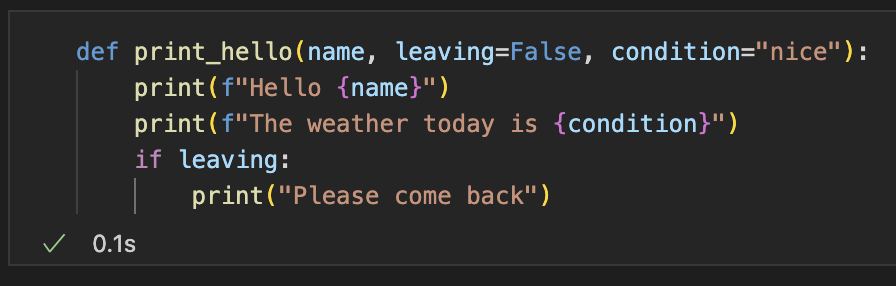 def print_hello(name, leaving=False, condition="nice"):
    print(f"Hello {name}")
    print(f"The weather today is {condition}")
    if leaving:
        print("Please come back")
✓ 0.1s